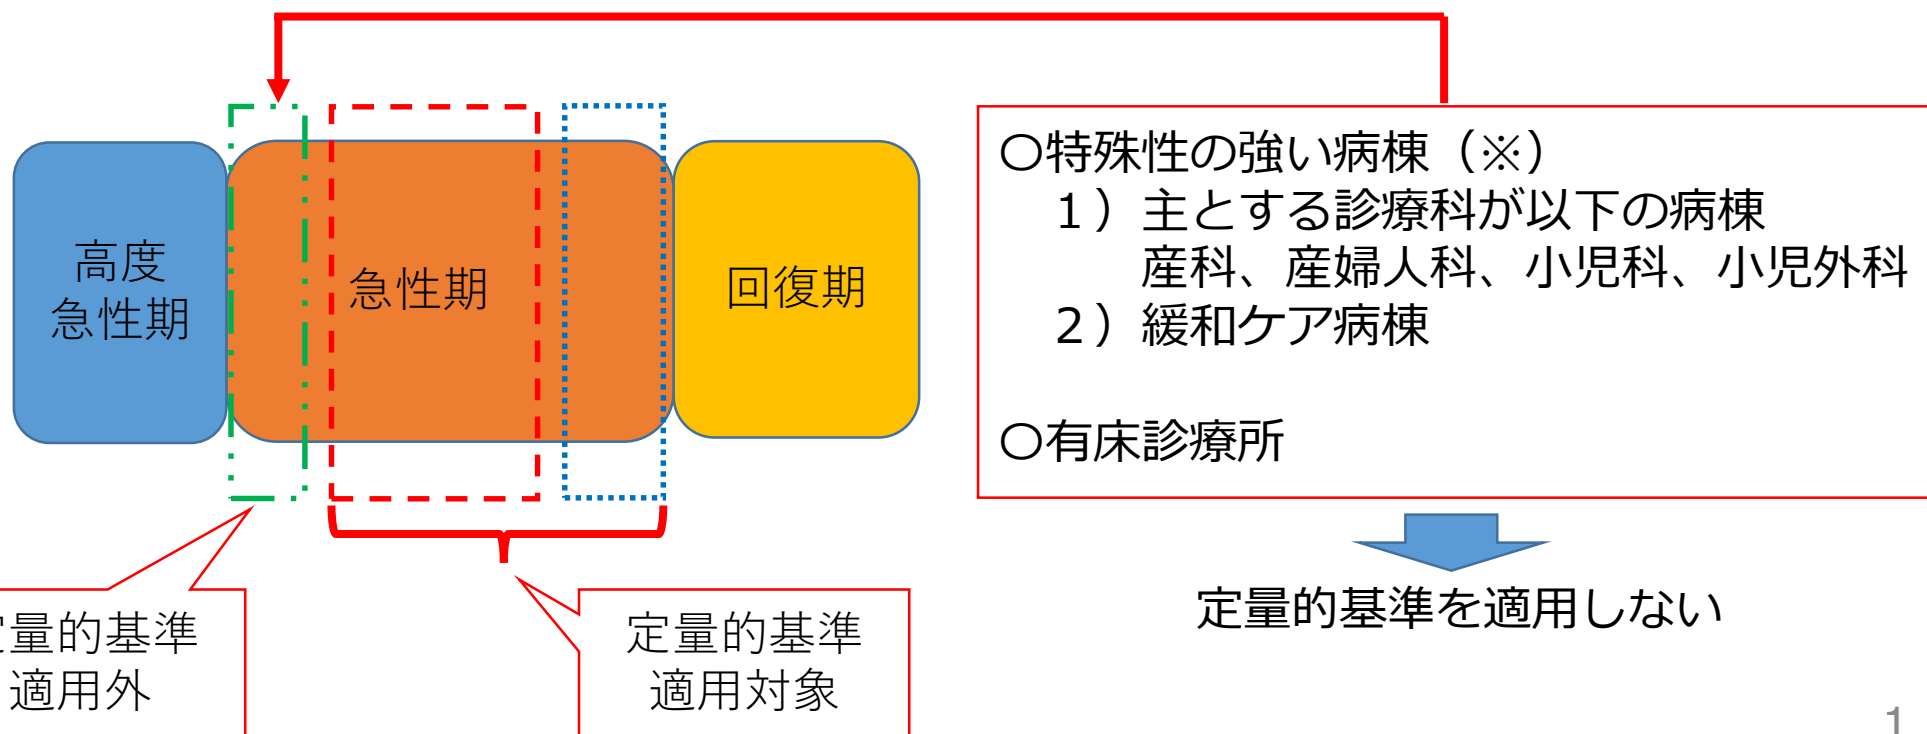 高度
急性期
急性期
回復期
〇特殊性の強い病棟（※）
１）主とする診療科が以下の病棟
産科、産婦人科、小児科、小児外科
２）緩和ケア病棟
〇有床診療所
定量的基準を適用しない
定量的基準
適用外
定量的基準
適用対象
1